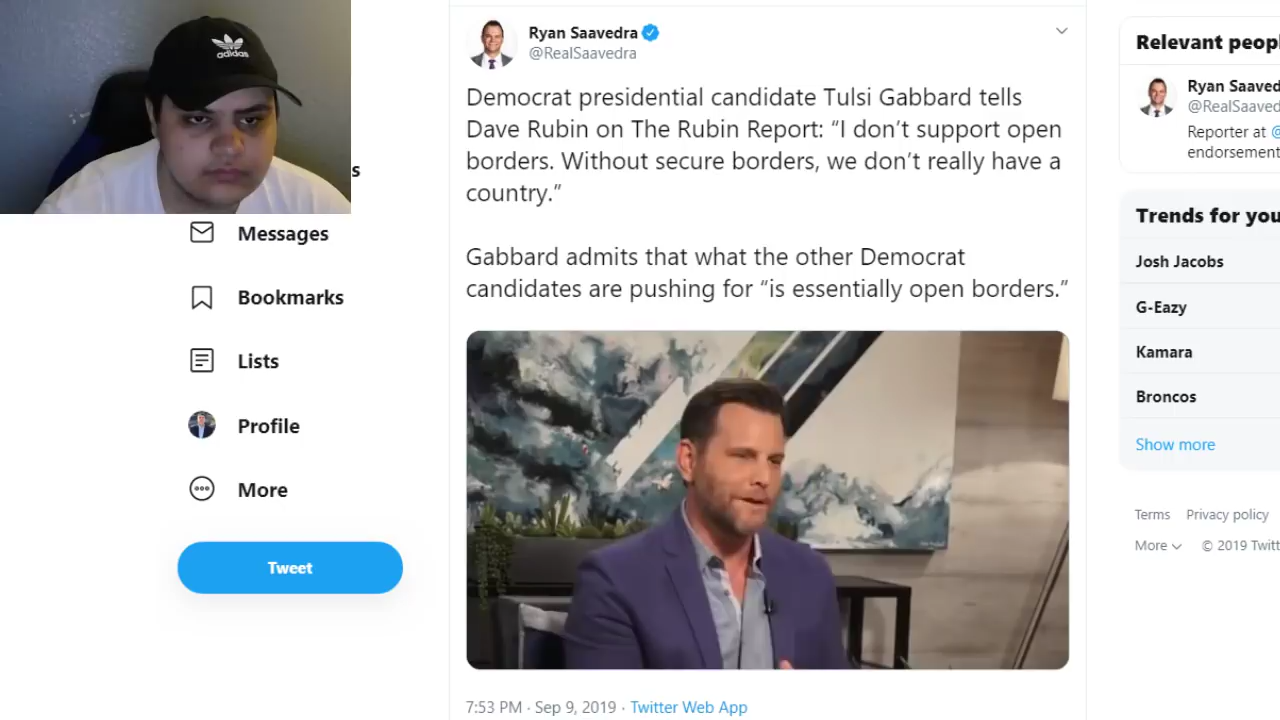 adidas
s
Messages
Bookmarks
Lists
Profile
More
Tweet
Ryan Saavedra
@RealSaavedra
Democrat presidential candidate Tulsi Gabbard tells
Dave Rubin on The Rubin Report: “I don’t support open
borders. Without secure borders, we don’t really have a
country.”
Gabbard admits that what the other Democrat
candidates are pushing for “is essentially open borders.”
7:53 PM · Sep 9, 2019 · Twitter Web App
Relevant peopl
Ryan Saaved
@RealSaaved
Reporter at @
endorsement
Trends for you
Josh Jacobs
G-Eazy
Kamara
Broncos
Show more
Terms Privacy policy
More © 2019 Twitt